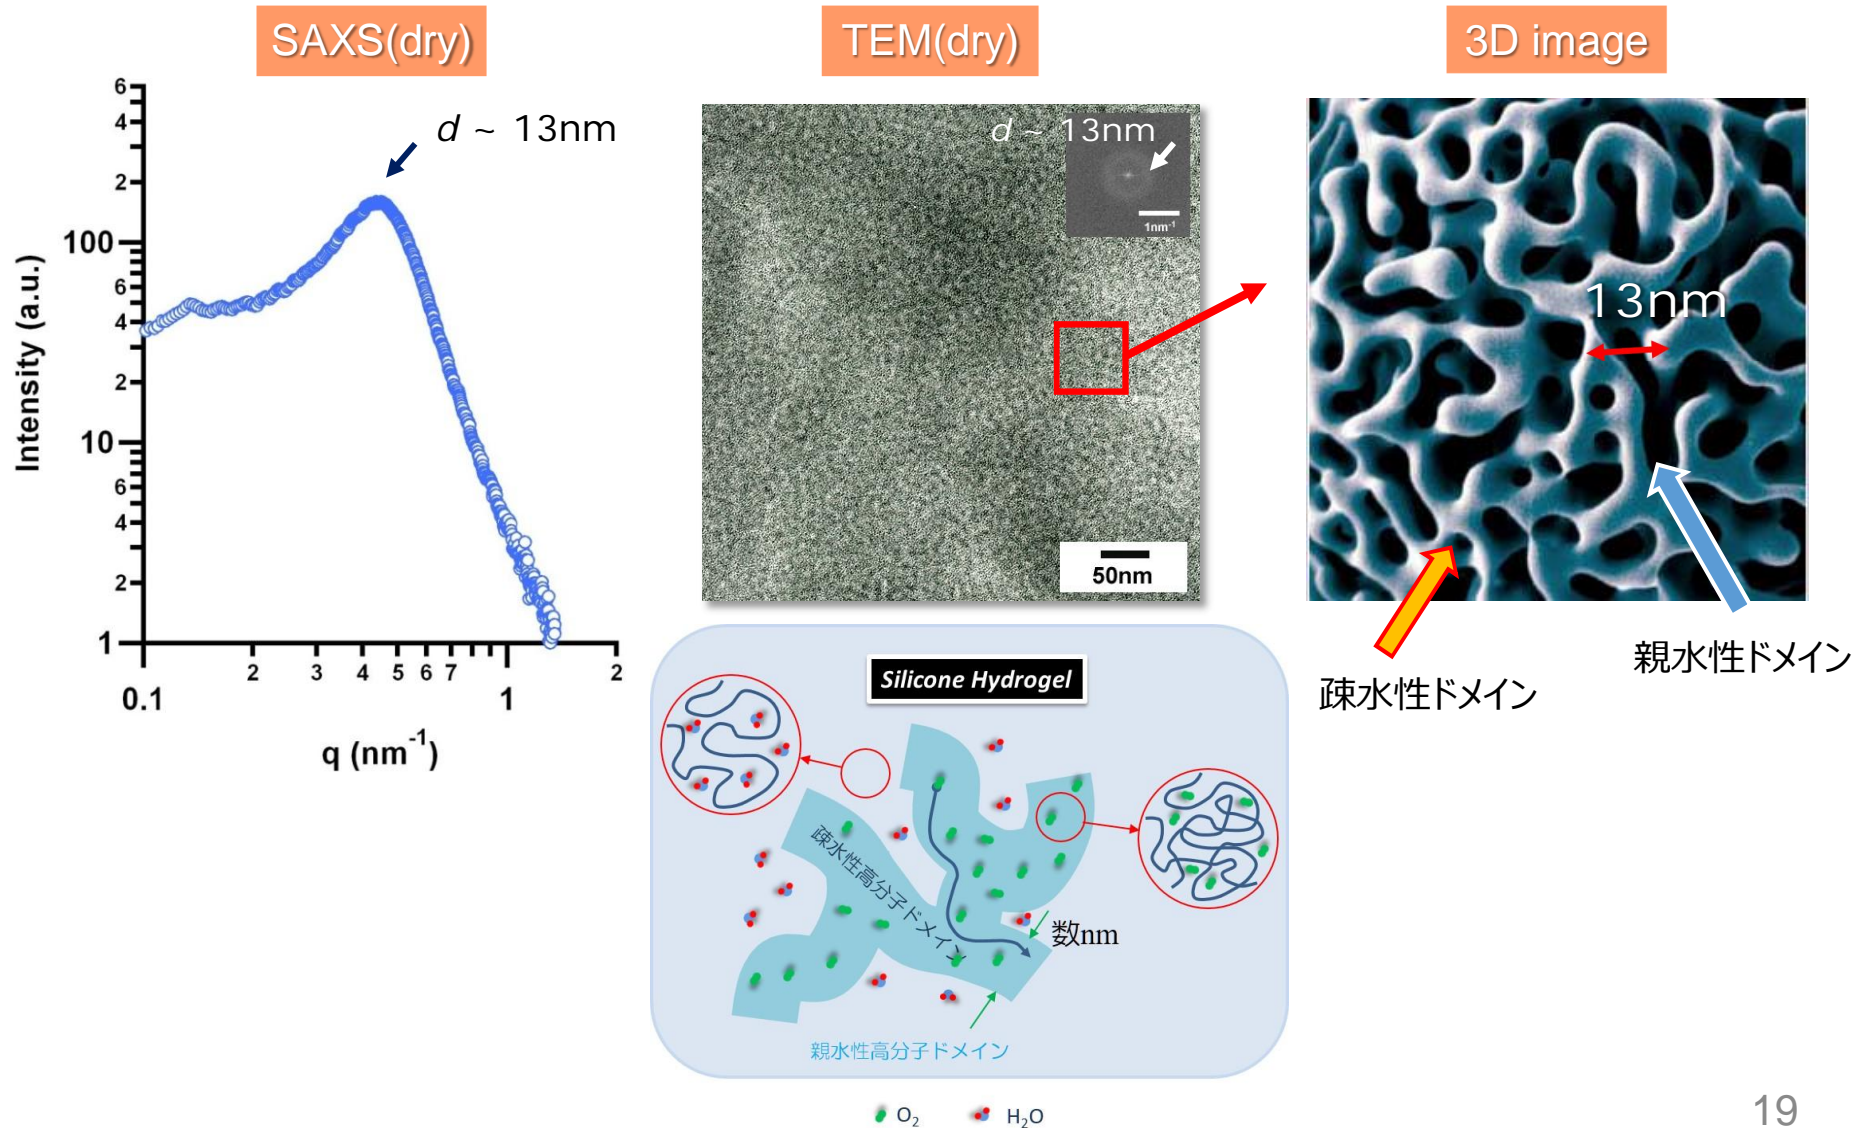 SAXS(dry)
TEM(dry)
3D image
6
4
2
100
6
4
2
10
6
4
2
1
Intensity (a.u.)
d ~ 13nm
2
3
4
5
6
7
2
0.1
1
q (nm⁻¹)
d ~ 13nm
1nm⁻¹
50nm
13nm
疎水性ドメイン
親水性ドメイン
Silicone Hydrogel
疎水性高分子ドメイン
数nm
親水性高分子ドメイン
O₂
H₂O
19